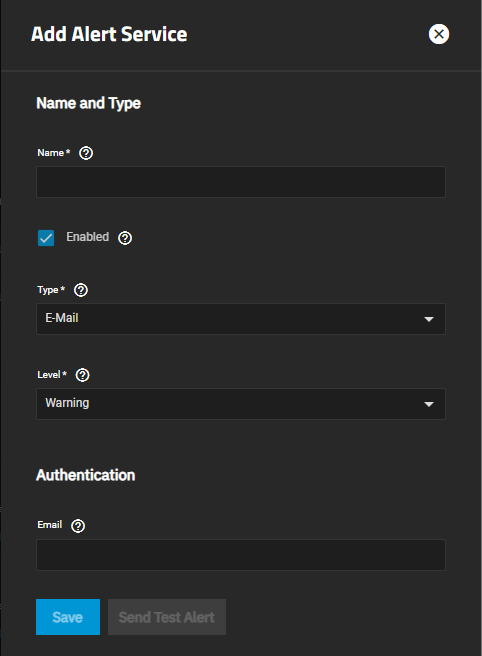 Add Alert Service
Name and Type
Name *
Enabled
Type *
E-Mail
Level *
Warning
Authentication
Email
Save Send Test Alert